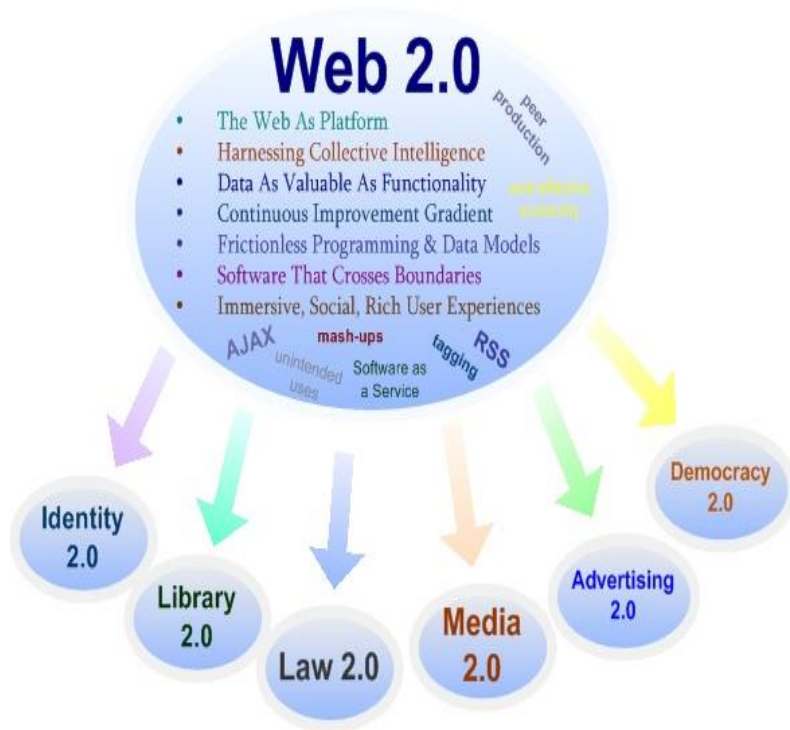 Web 2.0
peer
production
• The Web As Platform
• Harnessing Collective Intelligence
• Data As Valuable As Functionality
• Continuous Improvement Gradient
• Frictionless Programming & Data Models
• Software That Crosses Boundaries
• Immersive, Social, Rich User Experiences
AJAX
mash-ups
unintended
uses
Software as
a Service
tagging
RSS
Identity
2.0
Library
2.0
Law 2.0
Media
2.0
Advertising
2.0
Democracy
2.0